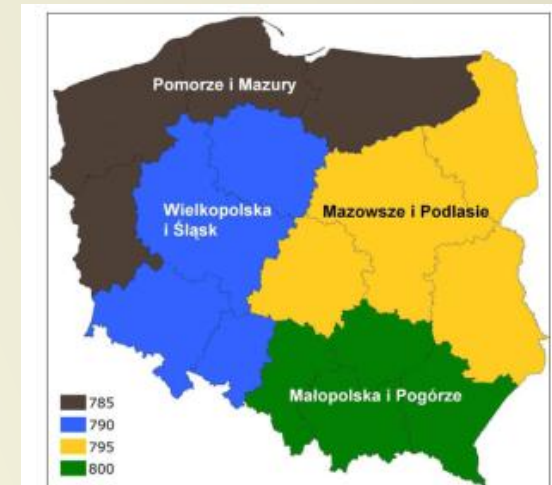 Pomorze i Mazury
Wielkopolska
i Śląsk
Mazowsze i Podlasie
Małopolska i Pogórze
785
790
795
800